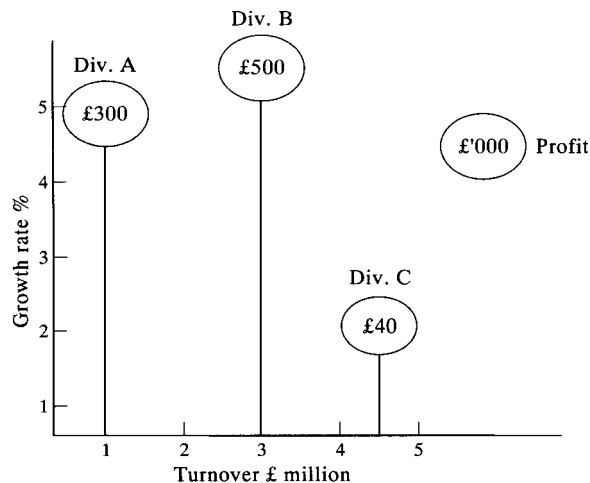 Div. B
£500
Div. A
£300
£'000 Profit
Div. C
£40
Growth rate %
5
4
3
2
1
1 2 3 4 5
Turnover £ million